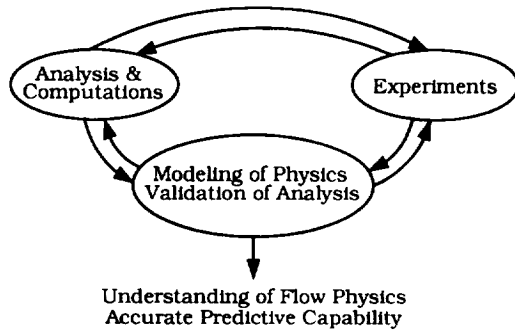 Analysis &
Computations
Experiments
Modeling of Physics
Validation of Analysis
Understanding of Flow Physics
Accurate Predictive Capability